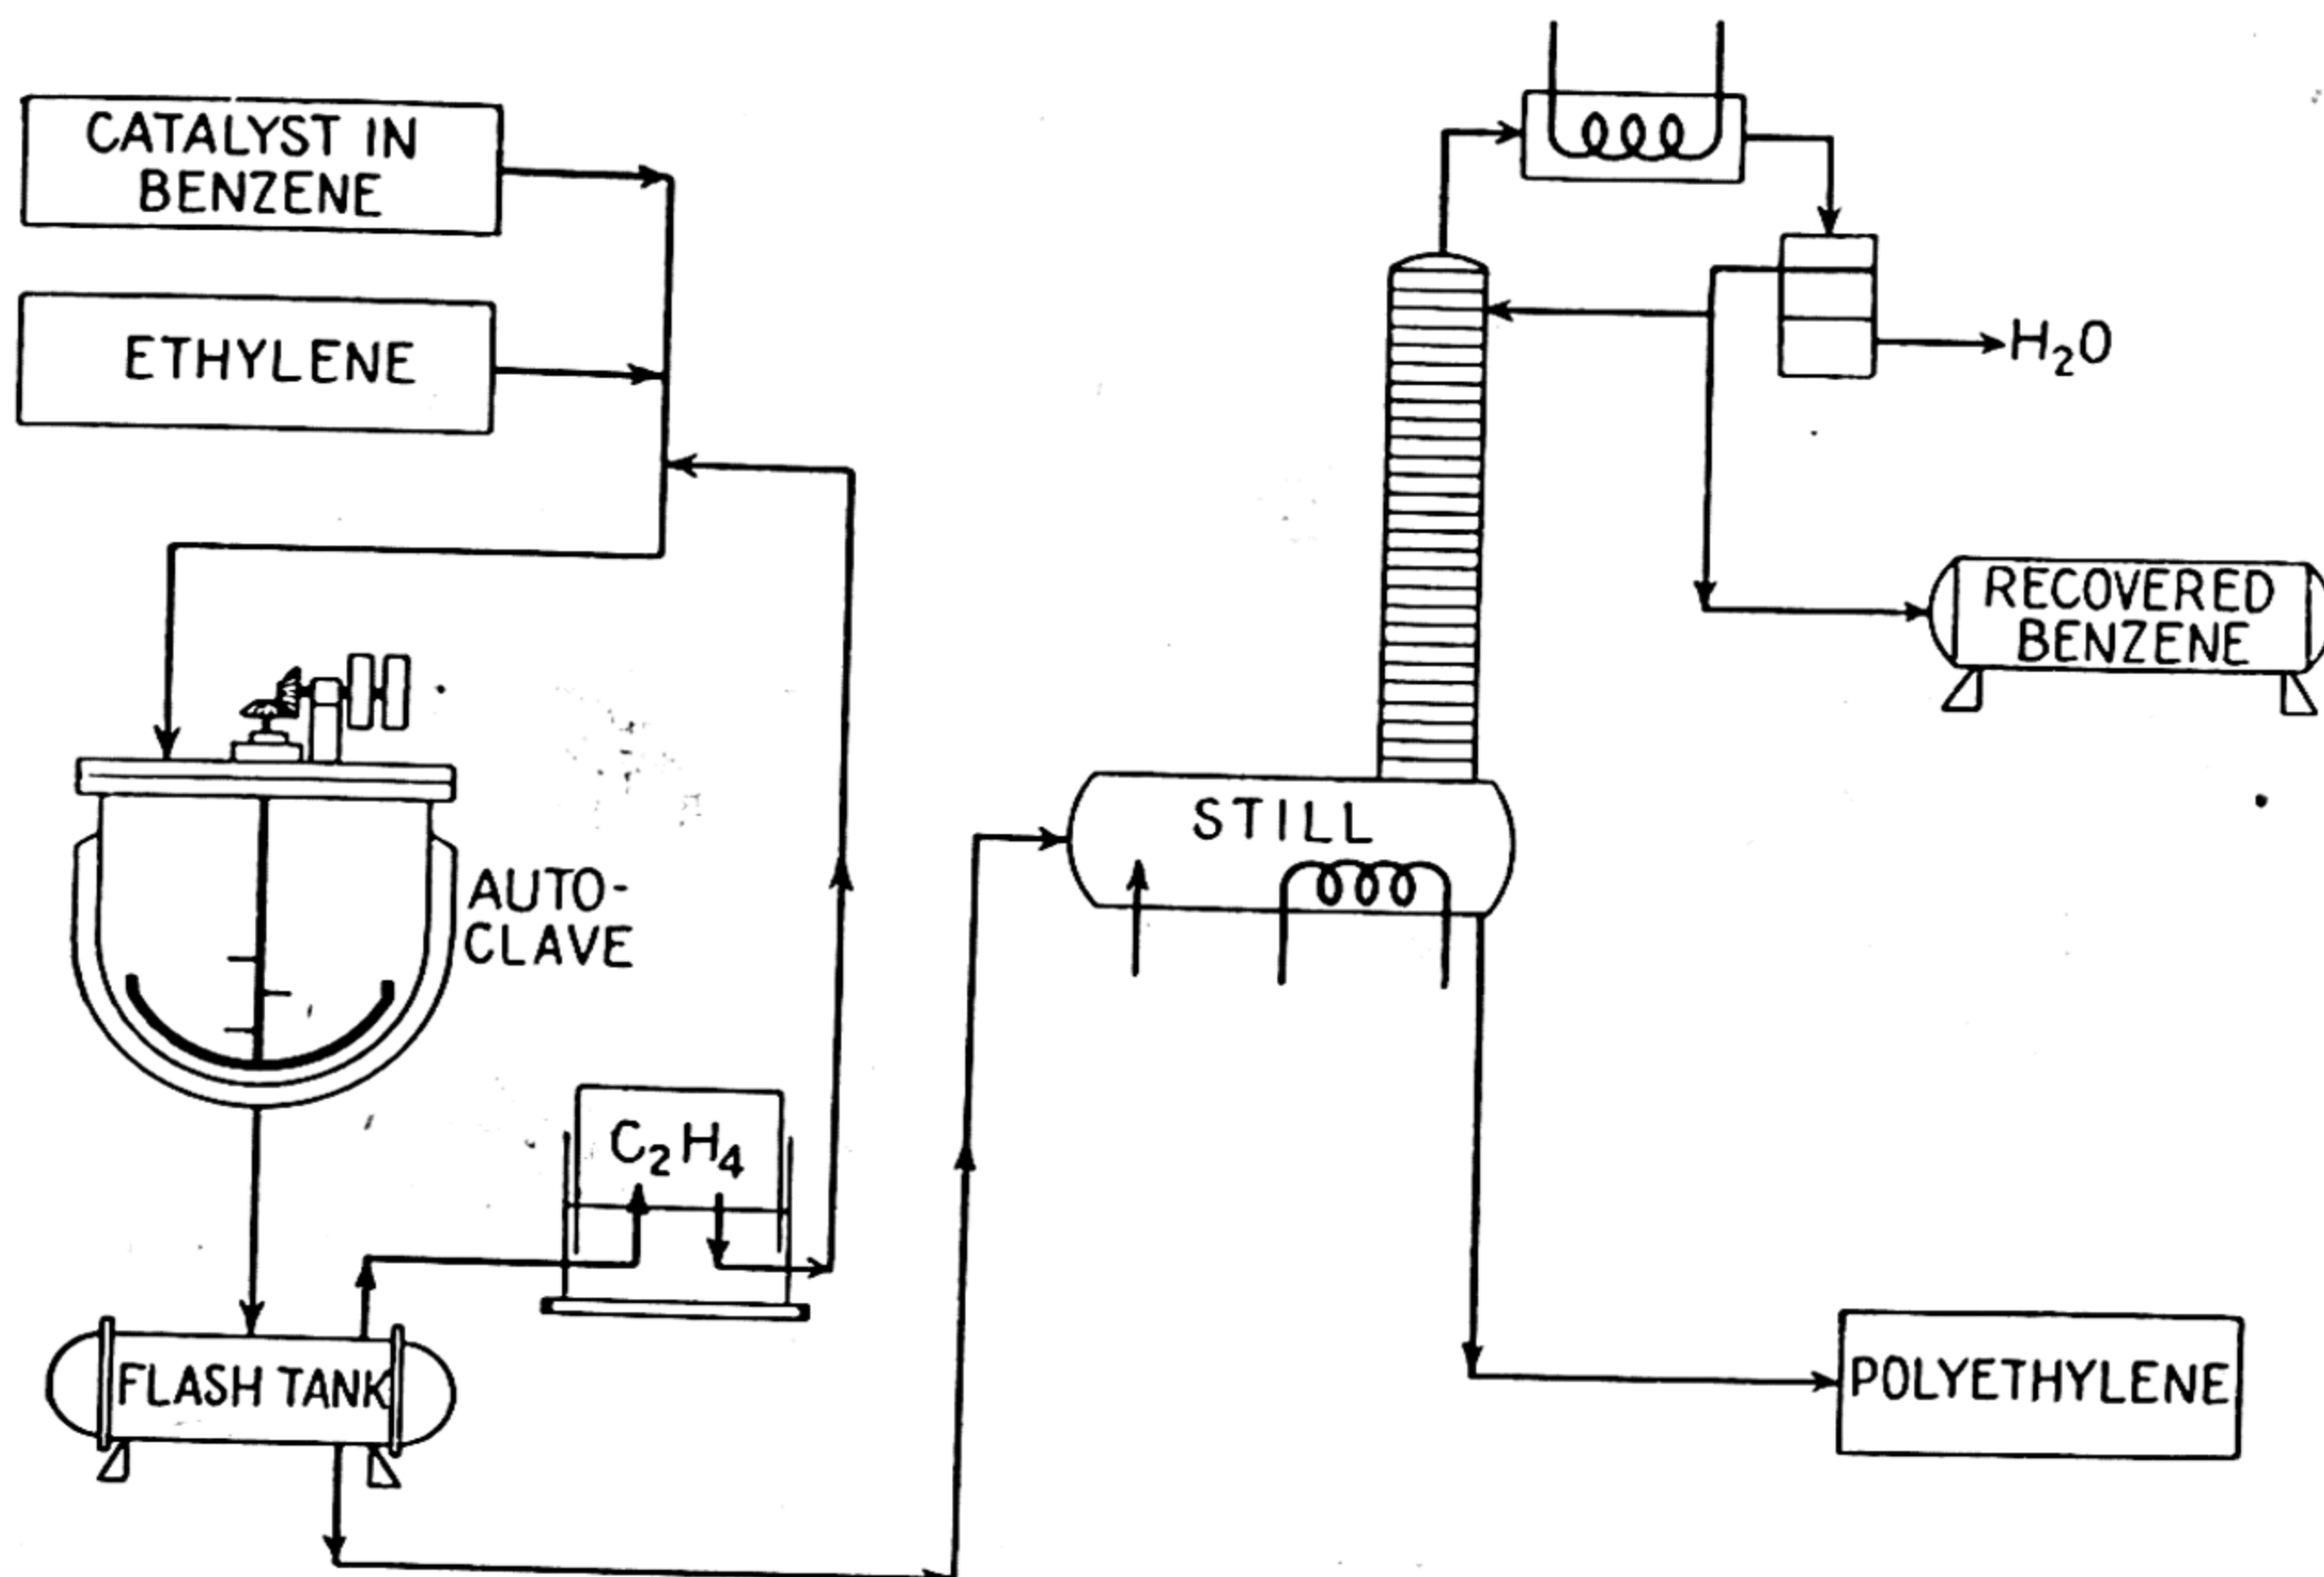 CATALYST IN
BENZENE
ETHYLENE
H₂O
RECOVERED
BENZENE
STILL
AUTO-
CLAVE
C₂H₄
FLASH TANK
POLYETHYLENE